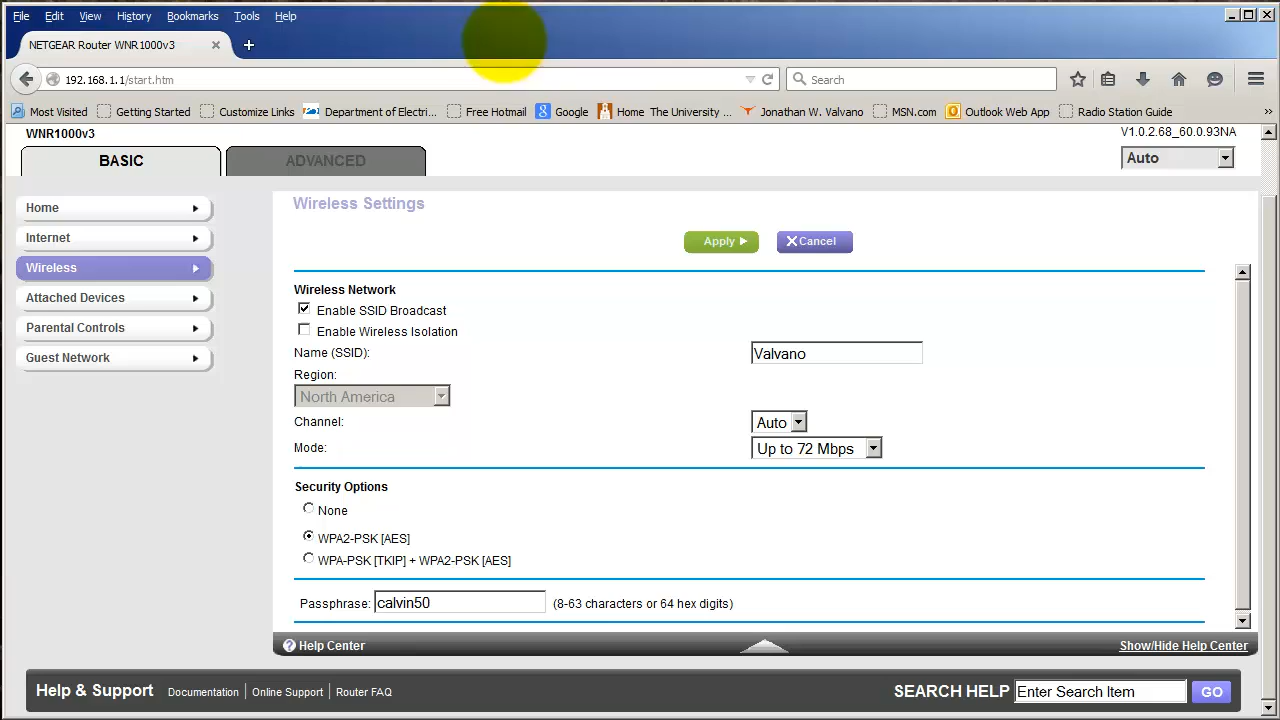 File Edit View History Bookmarks Tools Help
NETGEAR Router WNR1000v3
192.168.1.1/start.htm Search
Most Visited Getting Started Customize Links Department of Electri... Free Hotmail Google Home The University ... Jonathan W. Valvano MSN.com Outlook Web App Radio Station Guide »
WNR1000v3 V1.0.2.68_60.0.93NA
BASIC ADVANCED Auto
Home
Internet
Wireless
Attached Devices
Parental Controls
Guest Network
Wireless Settings
Apply Cancel
Wireless Network
Enable SSID Broadcast
Enable Wireless Isolation
Name (SSID): Valvano
Region:
North America
Channel: Auto
Mode: Up to 72 Mbps
Security Options
None
WPA2-PSK [AES]
WPA-PSK [TKIP] + WPA2-PSK [AES]
Passphrase: calvin50 (8-63 characters or 64 hex digits)
Help Center Show/Hide Help Center
Help & Support Documentation Online Support Router FAQ SEARCH HELP Enter Search Item GO